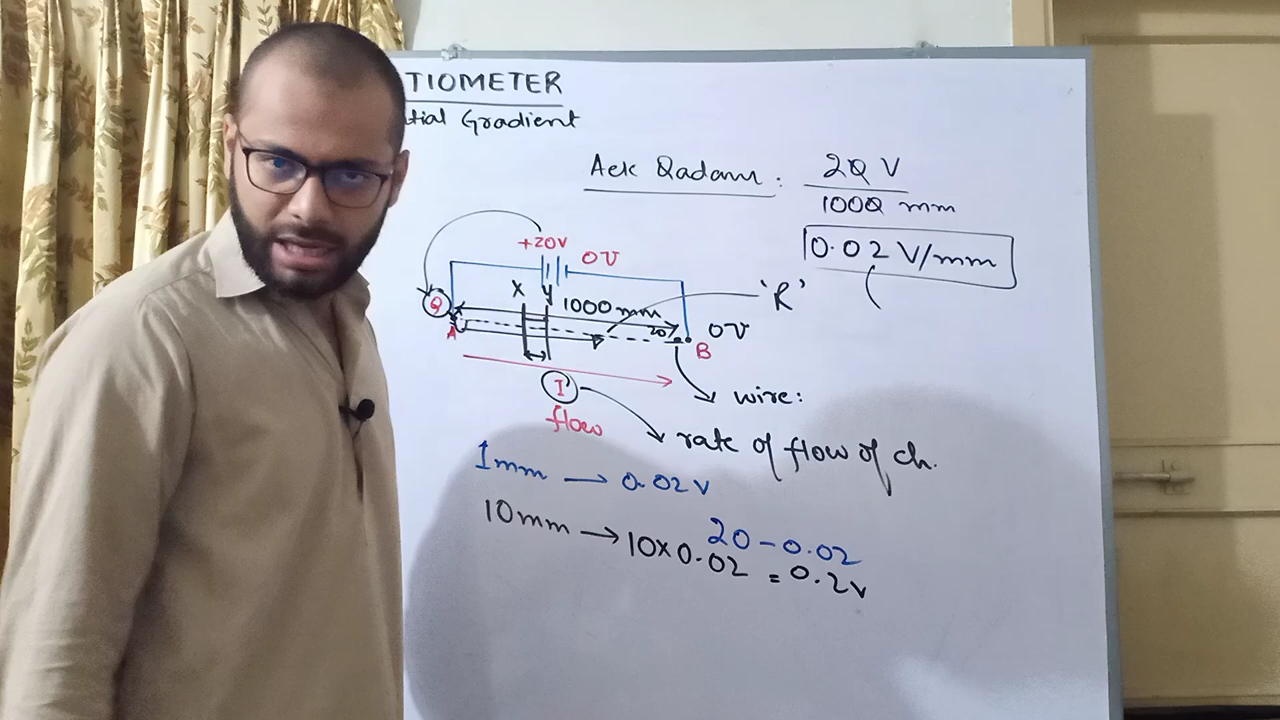 TIOMETER
tial Gradient
Aek Qadam : 20 V
1000 mm
0.02 V/mm
+20V
0V
X
Y
1000 mm
'R'
Q
A
20V
0V
B
I
wire:
flow
rate of flow of ch.
1mm → 0.02V
10mm → 10×0.02 = 0.2V
20 - 0.02